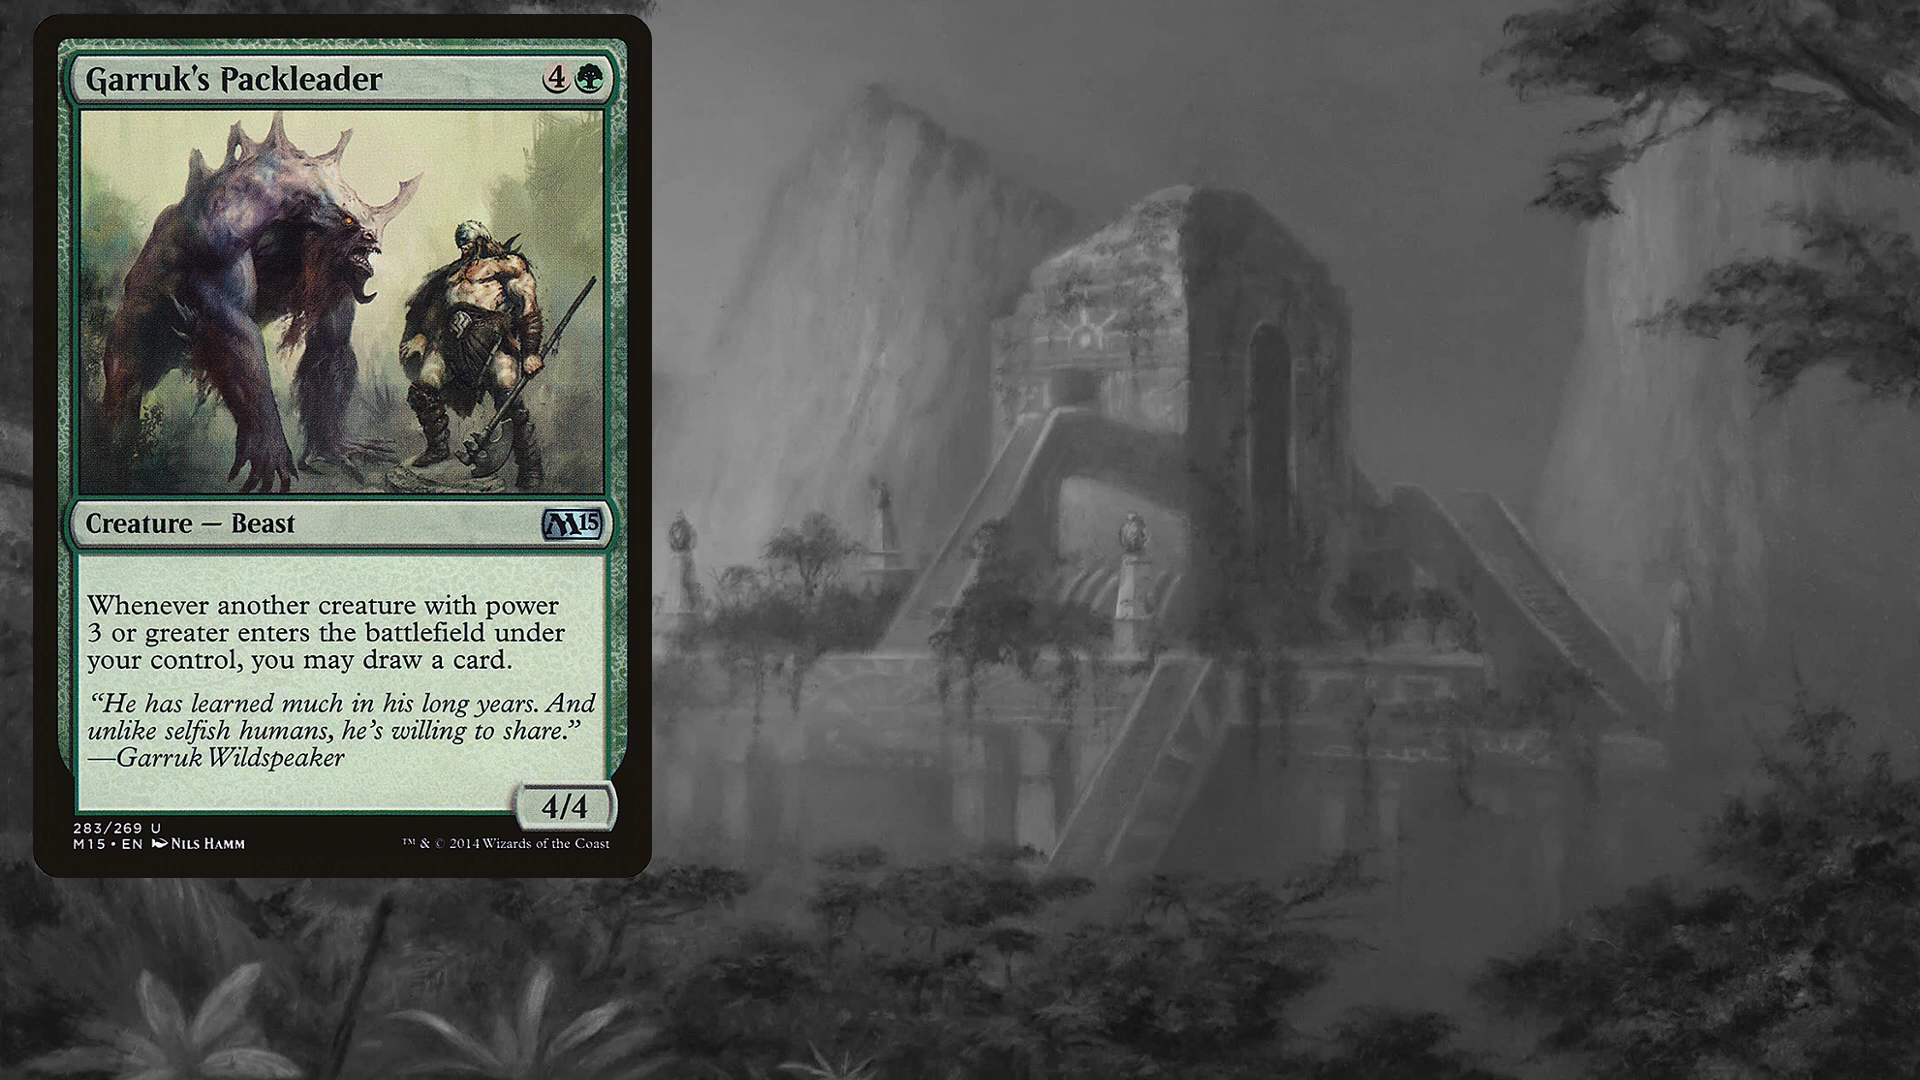 Garruk's Packleader 4
Creature — Beast M15
Whenever another creature with power
3 or greater enters the battlefield under
your control, you may draw a card.
“He has learned much in his long years. And
unlike selfish humans, he’s willing to share.”
—Garruk Wildspeaker
4/4
283/269 U
M15 • EN Nils Hamm
™ & © 2014 Wizards of the Coast